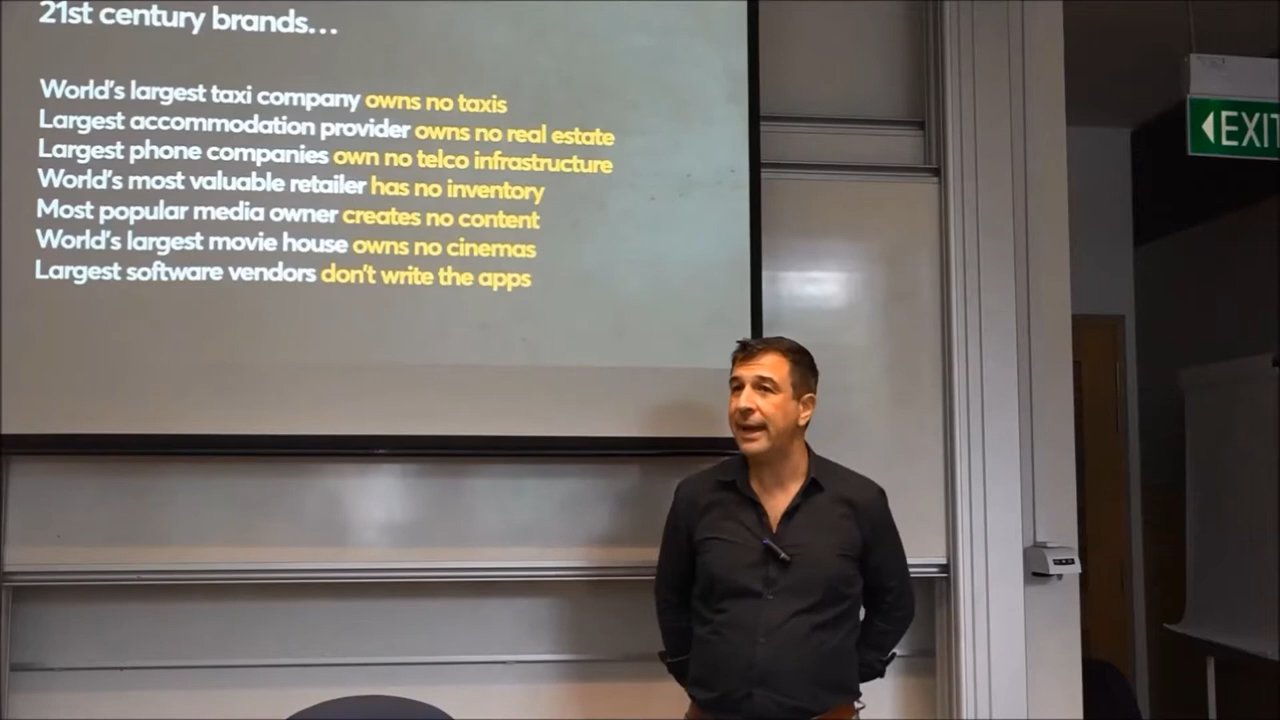 21st century brands…
World's largest taxi company owns no taxis
Largest accommodation provider owns no real estate
Largest phone companies own no telco infrastructure
World's most valuable retailer has no inventory
Most popular media owner creates no content
World's largest movie house owns no cinemas
Largest software vendors don't write the apps
EXIT